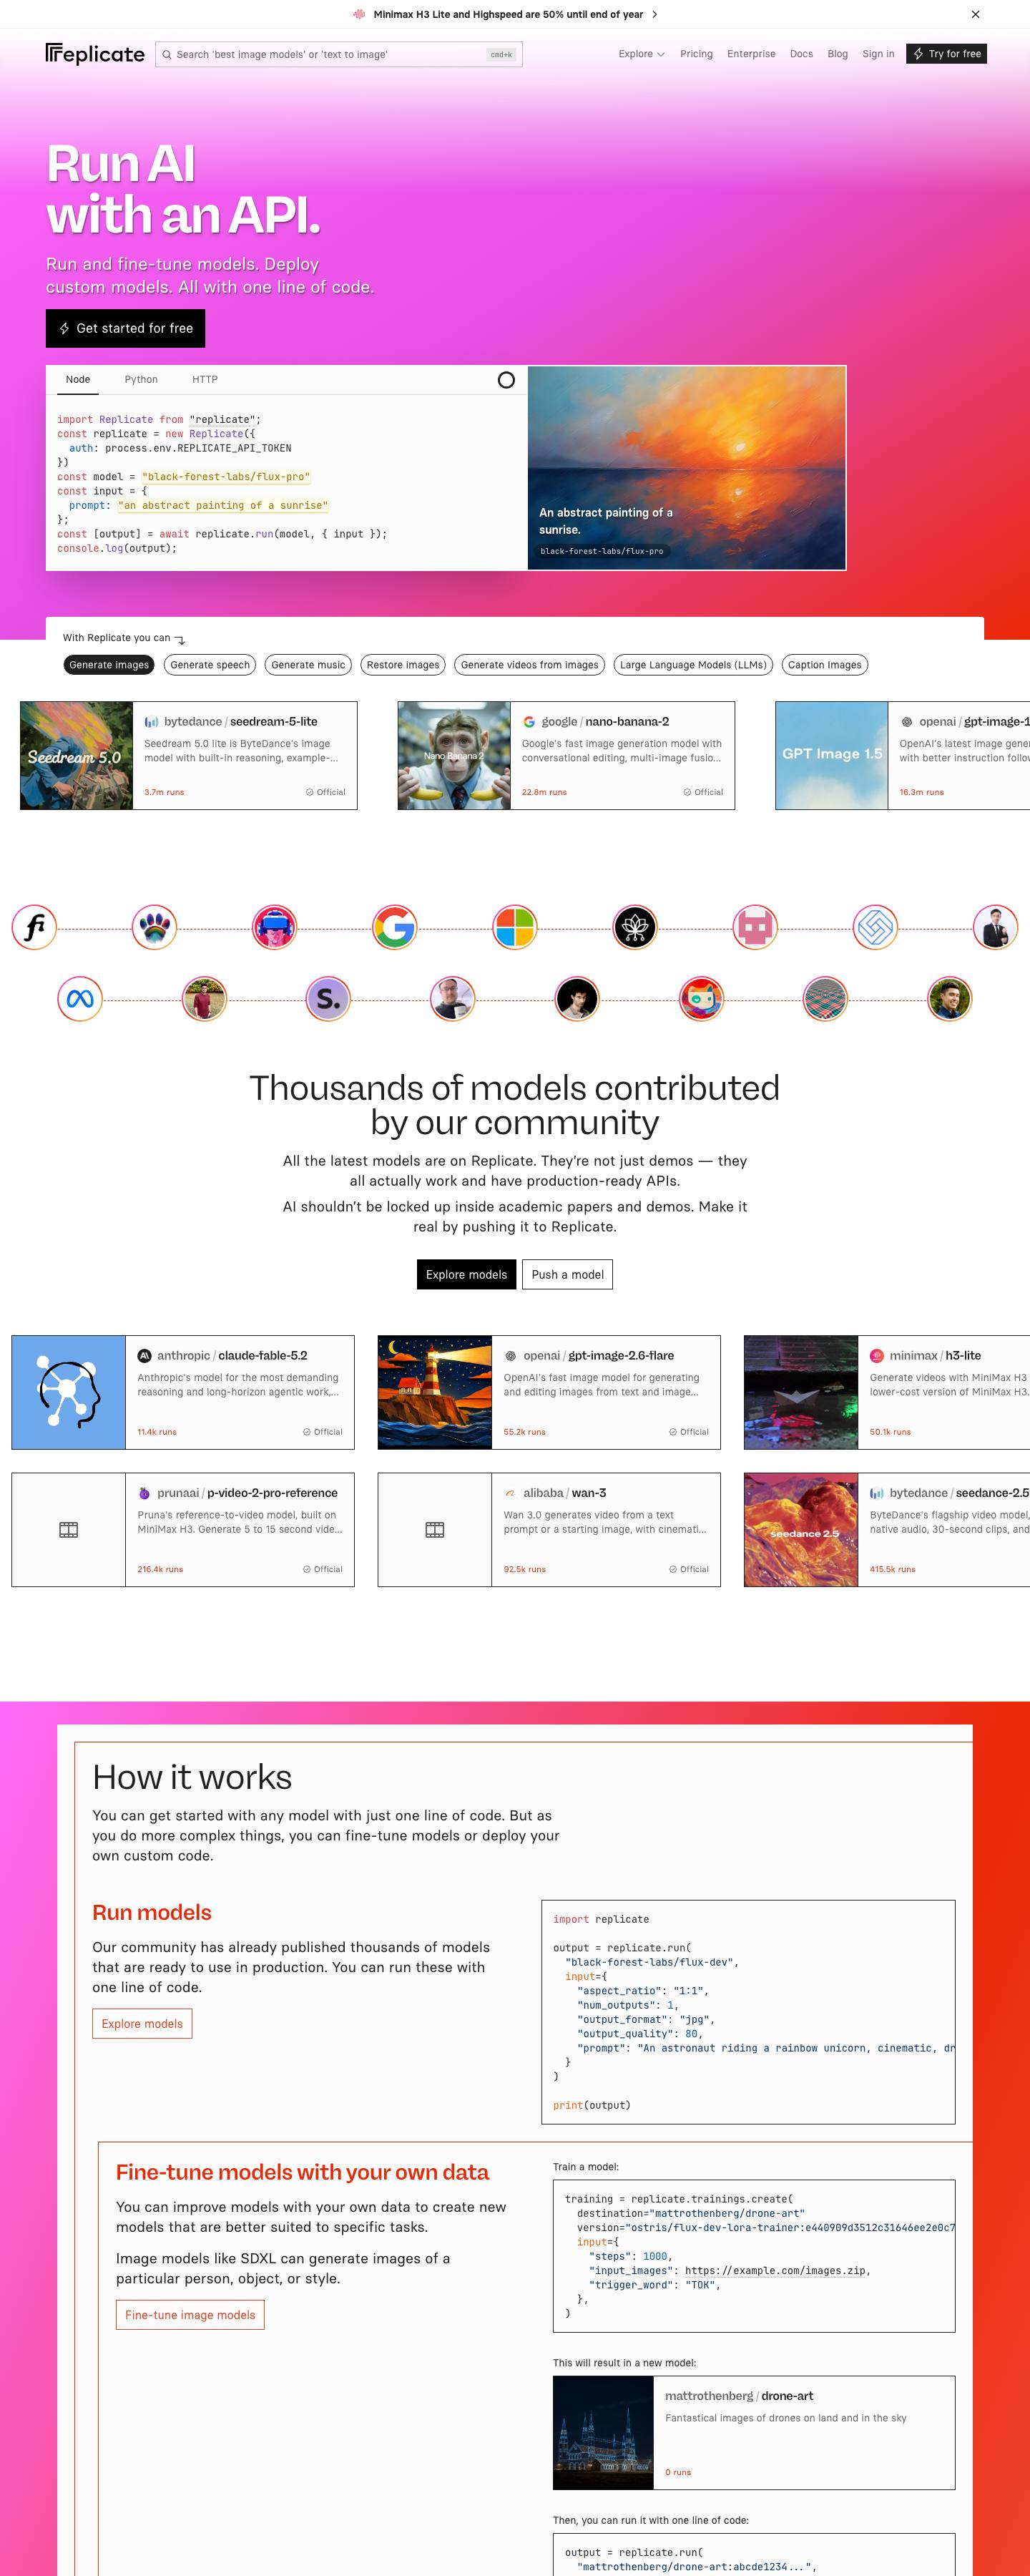 Minimax H3 Lite and Highspeed are 50% until end of year
Replicate
Search 'best image models' or 'text to image'
cmd+k
Explore
Pricing
Enterprise
Docs
Blog
Sign in
Try for free
Run AI
with an API.
Run and fine-tune models. Deploy
custom models. All with one line of code.
Get started for free
Node
Python
HTTP
import Replicate from "replicate";
const replicate = new Replicate({
auth: process.env.REPLICATE_API_TOKEN
})
const model = "black-forest-labs/flux-pro"
const input = {
prompt: "an abstract painting of a sunrise"
};
const [output] = await replicate.run(model, { input });
console.log(output);
An abstract painting of a
sunrise.
black-forest-labs/flux-pro
With Replicate you can
Generate images
Generate speech
Generate music
Restore images
Generate videos from images
Large Language Models (LLMs)
Caption Images
Seedream 5.0
bytedance / seedream-5-lite
Seedream 5.0 lite is ByteDance's image
model with built-in reasoning, example-...
3.7m runs
Official
Nano Banana 2
google / nano-banana-2
Google's fast image generation model with
conversational editing, multi-image fusio...
22.8m runs
Official
GPT Image 1.5
openai / gpt-image-1
OpenAI's latest image gener
with better instruction follow
16.3m runs
fi
S.
Thousands of models contributed
by our community
All the latest models are on Replicate. They’re not just demos — they
all actually work and have production-ready APIs.
AI shouldn’t be locked up inside academic papers and demos. Make it
real by pushing it to Replicate.
Explore models
Push a model
anthropic / claude-fable-5.2
Anthropic's model for the most demanding
reasoning and long-horizon agentic work,...
11.4k runs
Official
openai / gpt-image-2.6-flare
OpenAI's fast image model for generating
and editing images from text and image...
55.2k runs
Official
minimax / h3-lite
Generate videos with MiniMax H3
lower-cost version of MiniMax H3.
50.1k runs
prunaai / p-video-2-pro-reference
Pruna's reference-to-video model, built on
MiniMax H3. Generate 5 to 15 second vide...
216.4k runs
Official
alibaba / wan-3
Wan 3.0 generates video from a text
prompt or a starting image, with cinemati...
92.5k runs
Official
seedance 2.5
bytedance / seedance-2.5
ByteDance's flagship video model,
native audio, 30-second clips, and
415.5k runs
How it works
You can get started with any model with just one line of code. But as
you do more complex things, you can fine-tune models or deploy your
own custom code.
Run models
Our community has already published thousands of models
that are ready to use in production. You can run these with
one line of code.
Explore models
import replicate
output = replicate.run(
"black-forest-labs/flux-dev",
input={
"aspect_ratio": "1:1",
"num_outputs": 1,
"output_format": "jpg",
"output_quality": 80,
"prompt": "An astronaut riding a rainbow unicorn, cinematic, dr
}
)
print(output)
Fine-tune models with your own data
You can improve models with your own data to create new
models that are better suited to specific tasks.
Image models like SDXL can generate images of a
particular person, object, or style.
Fine-tune image models
Train a model:
training = replicate.trainings.create(
destination="mattrothenberg/drone-art"
version="ostris/flux-dev-lora-trainer:e440909d3512c31646ee2e0c7
input={
"steps": 1000,
"input_images": https://example.com/images.zip,
"trigger_word": "TOK",
},
)
This will result in a new model:
mattrothenberg / drone-art
Fantastical images of drones on land and in the sky
0 runs
Then, you can run it with one line of code:
output = replicate.run(
"mattrothenberg/drone-art:abcde1234...",